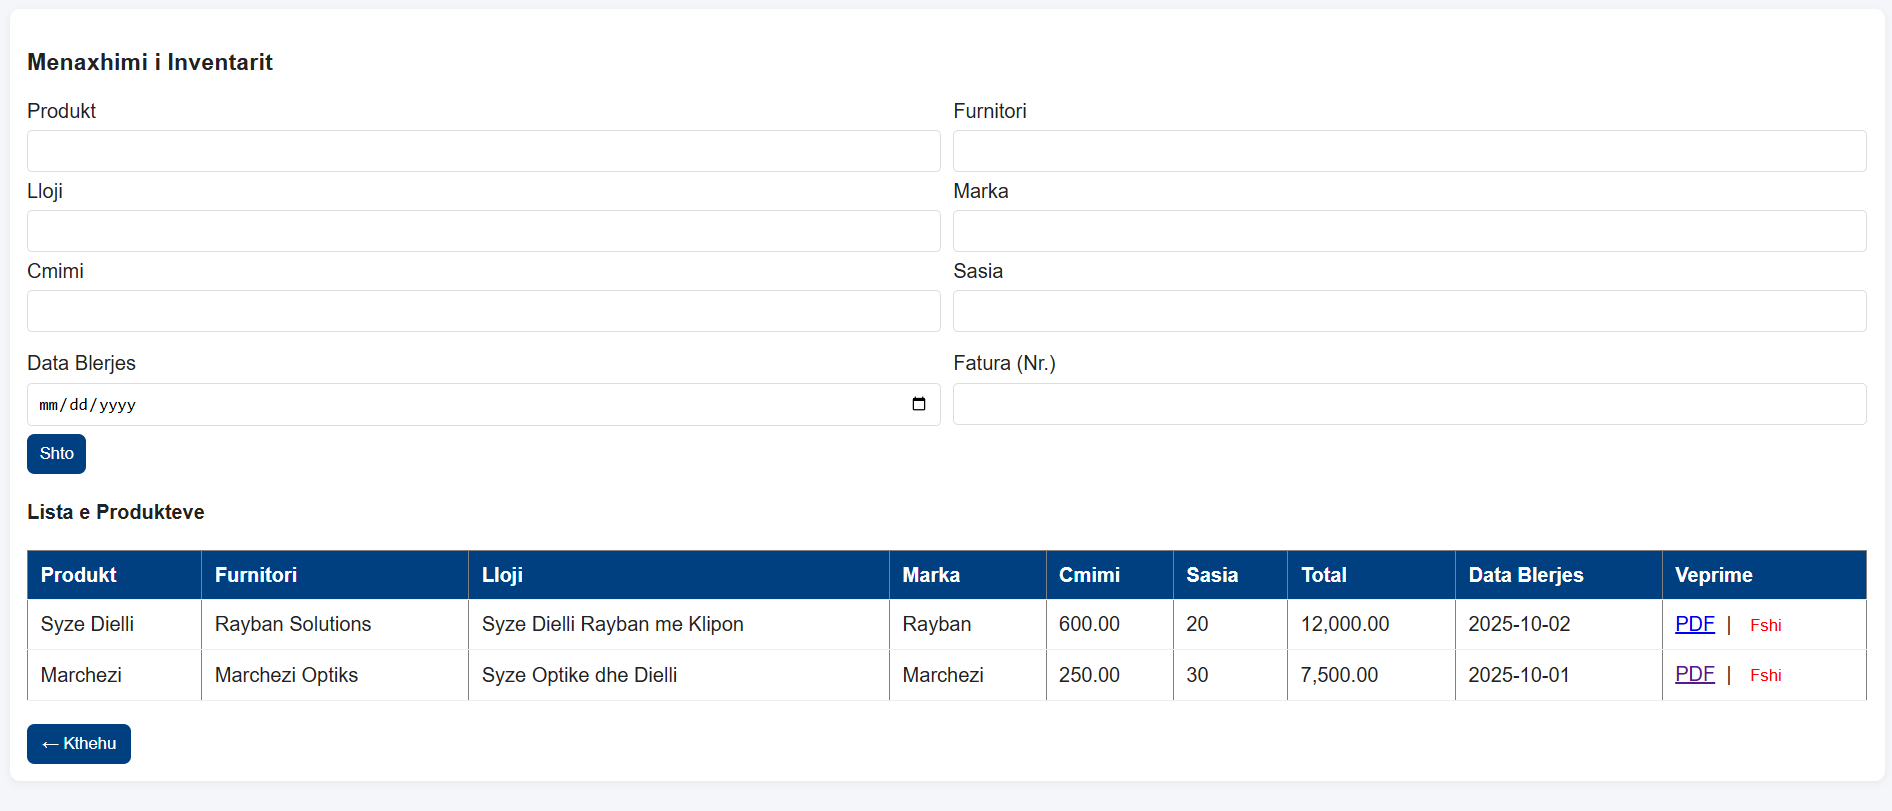 Menaxhimi i Inventarit
Produkt Furnitori
Lloji Marka
Cmimi Sasia
Data Blerjes Fatura (Nr.)
mm/dd/yyyy
Shto
Lista e Produkteve
Produkt Furnitori Lloji Marka Cmimi Sasia Total Data Blerjes Veprime
Syze Dielli Rayban Solutions Syze Dielli Rayban me Klipon Rayban 600.00 20 12,000.00 2025-10-02 PDF | Fshi
Marchezi Marchezi Optiks Syze Optike dhe Dielli Marchezi 250.00 30 7,500.00 2025-10-01 PDF | Fshi
← Kthehu